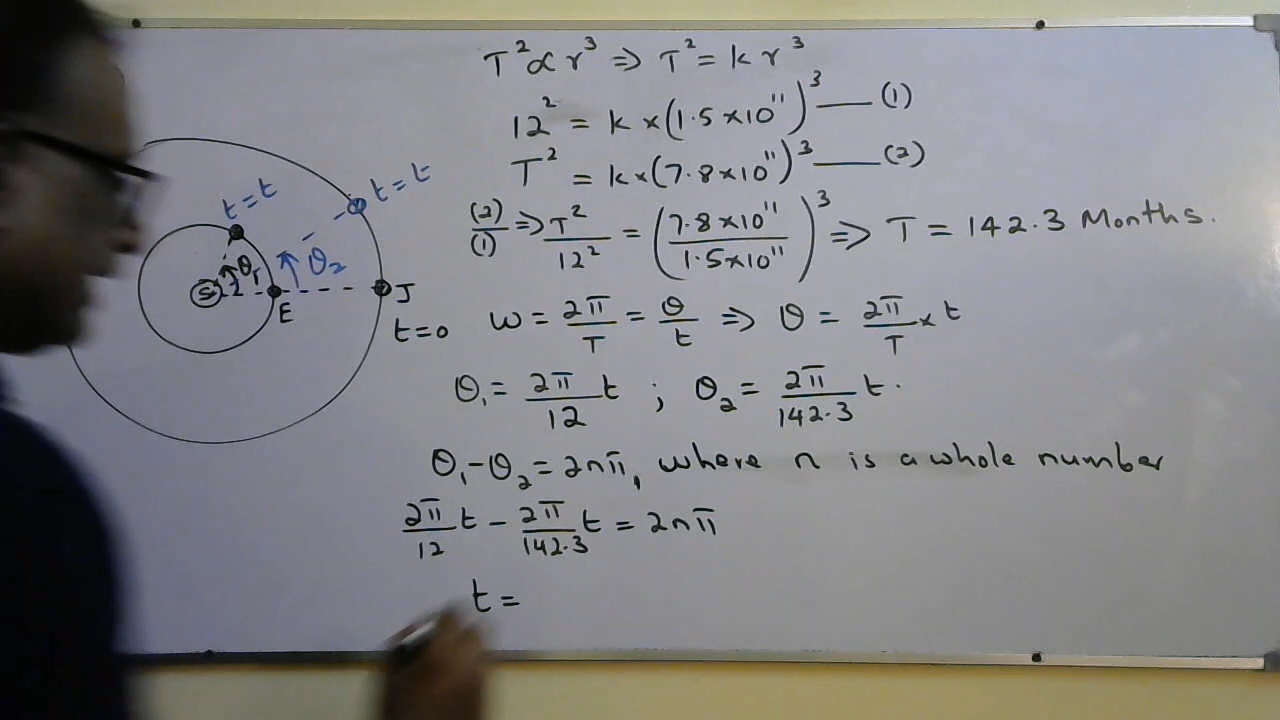 T² ∝ r³ ⇒ T² = k r³
12² = k × (1.5×10¹¹)³ —— (1)
T² = k×(7.8×10¹¹)³ —— (2)
(2)/(1) ⇒ T²/12² = (7.8×10¹¹/1.5×10¹¹)³ ⇒ T = 142.3 Months.
ω = 2π/T = θ/t ⇒ θ = 2π/T × t
θ₁ = 2π/12 t ; θ₂ = 2π/142.3 t.
θ₁ - θ₂ = 2nπ, where n is a whole number
2π/12 t - 2π/142.3 t = 2nπ
t =
t=t
t=t
θ₁
θ₂
S
E
J
t=0